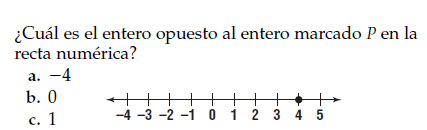 ¿Cuál es el entero opuesto al entero marcado P en la
recta numérica?
a. −4
b. 0
c. 1
-4 -3 -2 -1 0 1 2 3 4 5